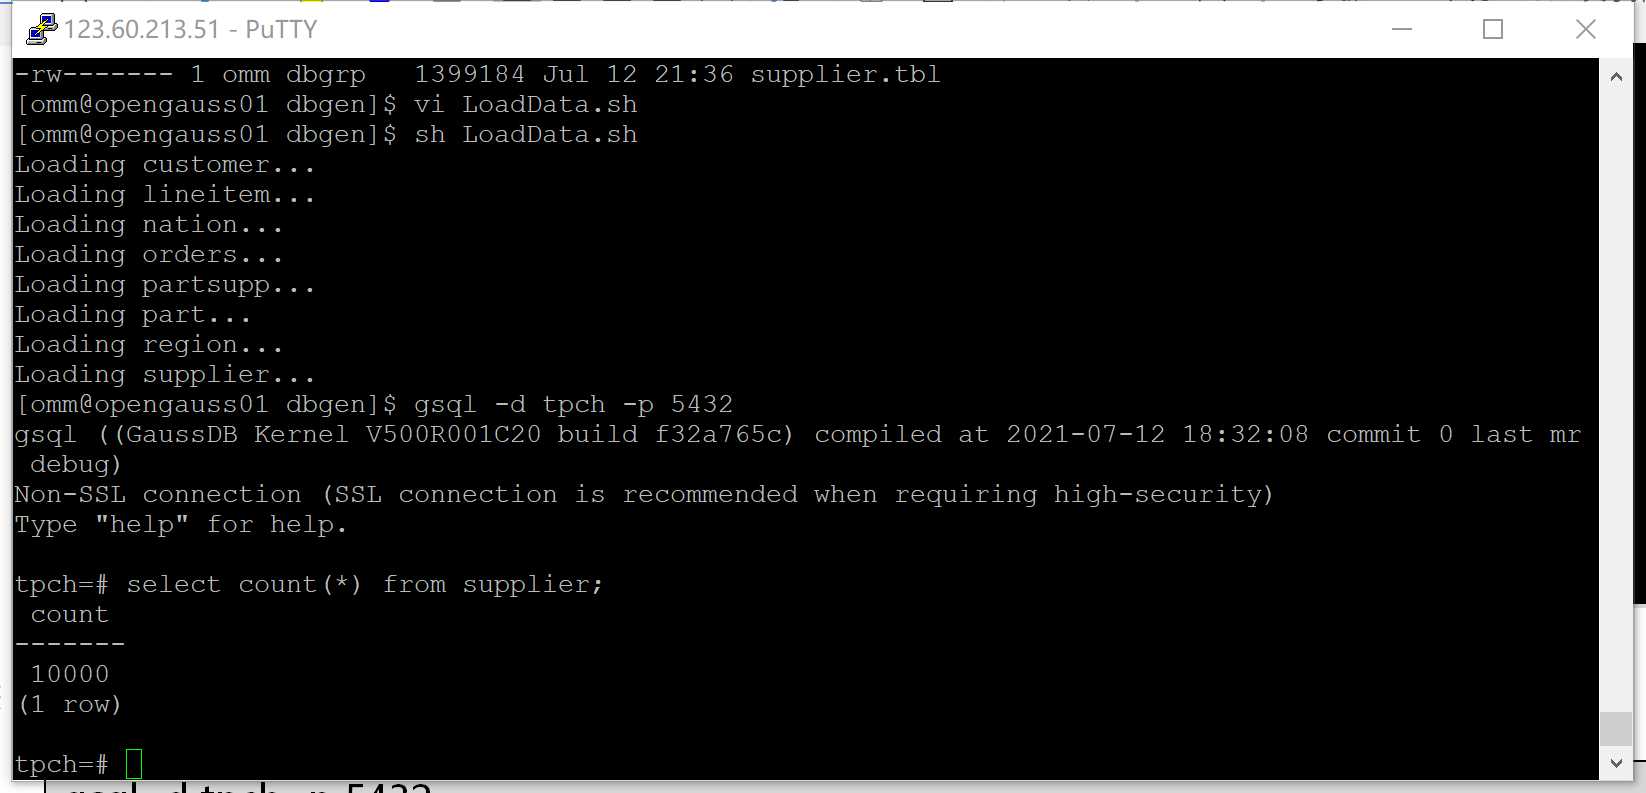 123.60.213.51 - PuTTY
-rw------- 1 omm dbgrp   1399184 Jul 12 21:36 supplier.tbl
[omm@opengauss01 dbgen]$ vi LoadData.sh
[omm@opengauss01 dbgen]$ sh LoadData.sh
Loading customer...
Loading lineitem...
Loading nation...
Loading orders...
Loading partsupp...
Loading part...
Loading region...
Loading supplier...
[omm@opengauss01 dbgen]$ gsql -d tpch -p 5432
gsql ((GaussDB Kernel V500R001C20 build f32a765c) compiled at 2021-07-12 18:32:08 commit 0 last mr
 debug)
Non-SSL connection (SSL connection is recommended when requiring high-security)
Type "help" for help.
tpch=# select count(*) from supplier;
 count
-------
 10000
(1 row)
tpch=#
gsql -d tpch -p 5432